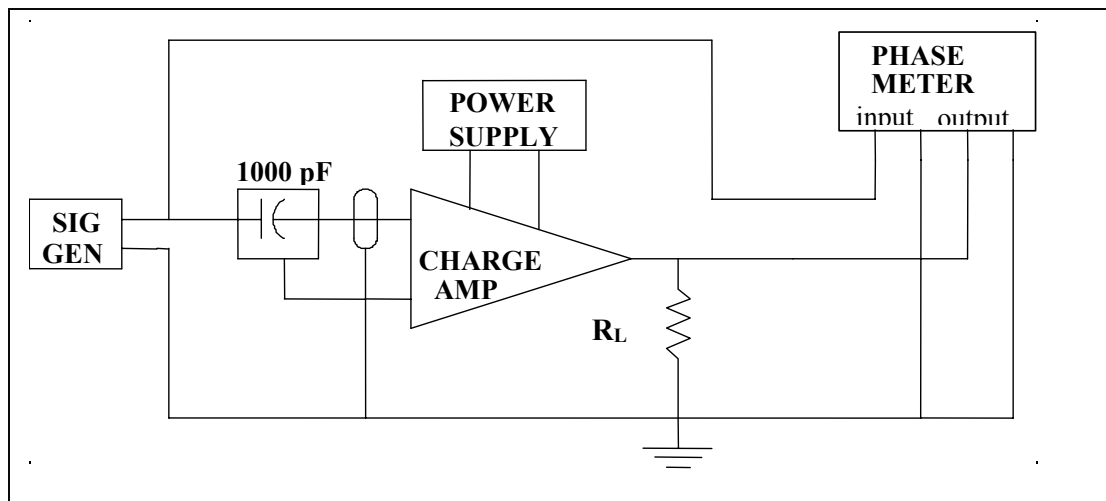 PHASE
METER
input output
POWER
SUPPLY
1000 pF
SIG
GEN
CHARGE
AMP
RL